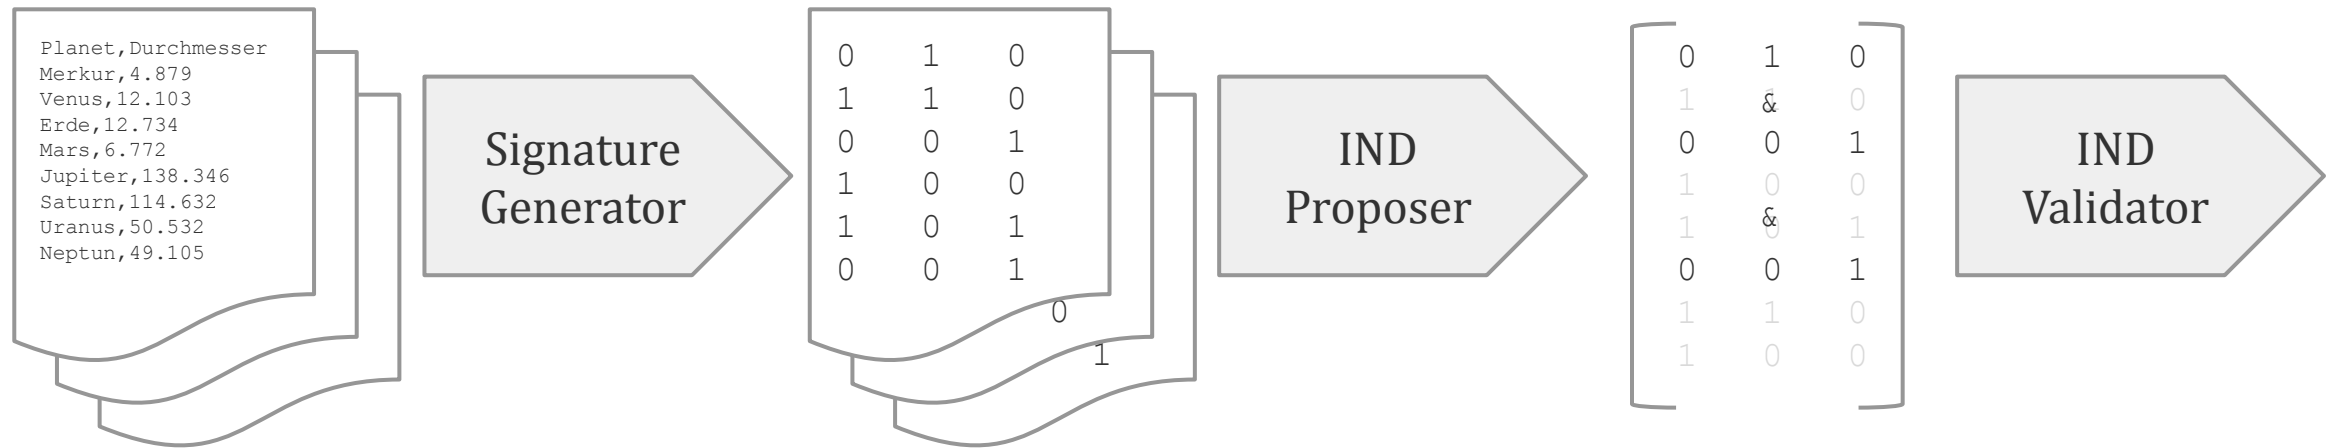 Planet,Durchmesser
Merkur,4.879
Venus,12.103
Erde,12.734
Mars,6.772
Jupiter,138.346
Saturn,114.632
Uranus,50.532
Neptun,49.105
Signature
Generator
0 1 0
1 1 0
0 0 1
1 0 0
1 0 1
0 0 1
0
1
IND
Proposer
0 1 0
1 1 0
&
0 0 1
1 0 0
1 0 1
&
0 0 1
1 1 0
1 0 0
IND
Validator